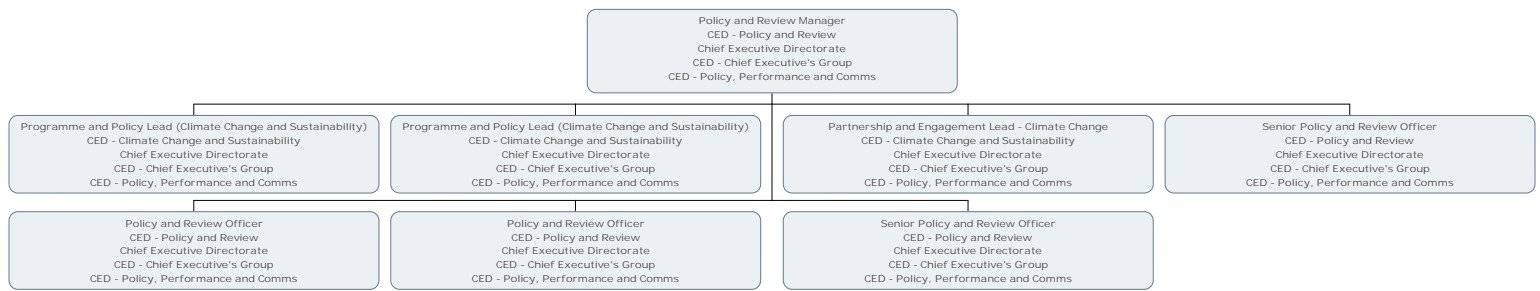 Policy and Review Manager
CED - Policy and Review
Chief Executive Directorate
CED - Chief Executive's Group
CED - Policy, Performance and Comms
Programme and Policy Lead (Climate Change and Sustainability)
CED - Climate Change and Sustainability
Chief Executive Directorate
CED - Chief Executive's Group
CED - Policy, Performance and Comms
Programme and Policy Lead (Climate Change and Sustainability)
CED - Climate Change and Sustainability
Chief Executive Directorate
CED - Chief Executive's Group
CED - Policy, Performance and Comms
Partnership and Engagement Lead - Climate Change
CED - Climate Change and Sustainability
Chief Executive Directorate
CED - Chief Executive's Group
CED - Policy, Performance and Comms
Senior Policy and Review Officer
CED - Policy and Review
Chief Executive Directorate
CED - Chief Executive's Group
CED - Policy, Performance and Comms
Policy and Review Officer
CED - Policy and Review
Chief Executive Directorate
CED - Chief Executive's Group
CED - Policy, Performance and Comms
Policy and Review Officer
CED - Policy and Review
Chief Executive Directorate
CED - Chief Executive's Group
CED - Policy, Performance and Comms
Senior Policy and Review Officer
CED - Policy and Review
Chief Executive Directorate
CED - Chief Executive's Group
CED - Policy, Performance and Comms